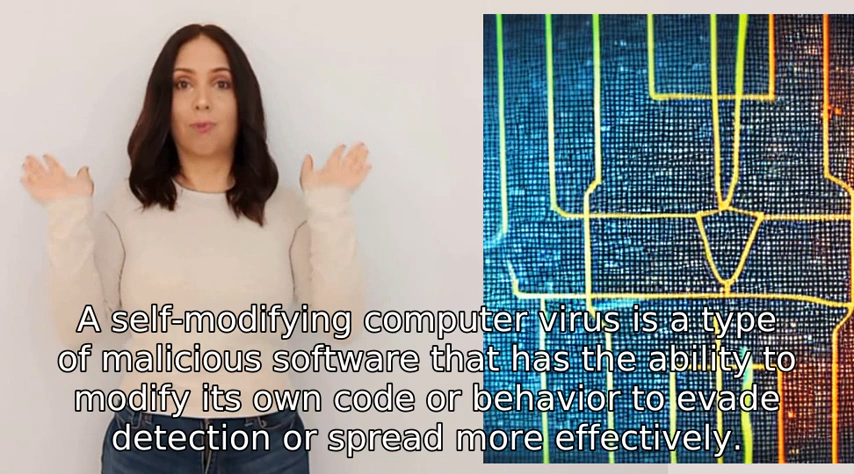 A self-modifying computer virus is a type
of malicious software that has the ability to
modify its own code or behavior to evade
detection or spread more effectively.